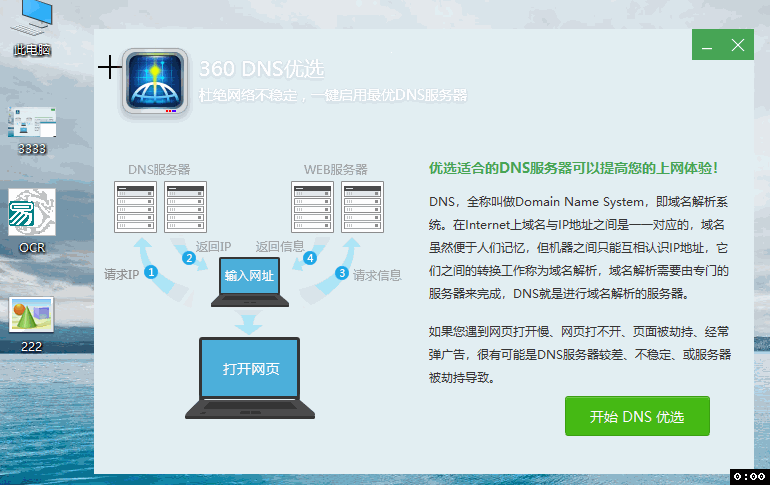 此电脑
3333
OCR
222
360 DNS优选
杜绝网络不稳定，一键启用最优DNS服务器
DNS服务器
WEB服务器
返回IP
返回信息
请求IP
1
2
输入网址
4
3
请求信息
打开网页
优选适合的DNS服务器可以提高您的上网体验！
DNS，全称叫做Domain Name System，即域名解析系
统。在Internet上域名与IP地址之间是一一对应的，域名
虽然便于人们记忆，但机器之间只能互相认识IP地址，它
们之间的转换工作称为域名解析，域名解析需要由专门的
服务器来完成，DNS就是进行域名解析的服务器。
如果您遇到网页打开慢、网页打不开、页面被劫持、经常
弹广告，很有可能是DNS服务器较差、不稳定、或服务器
被劫持导致。
开始 DNS 优选
0:00